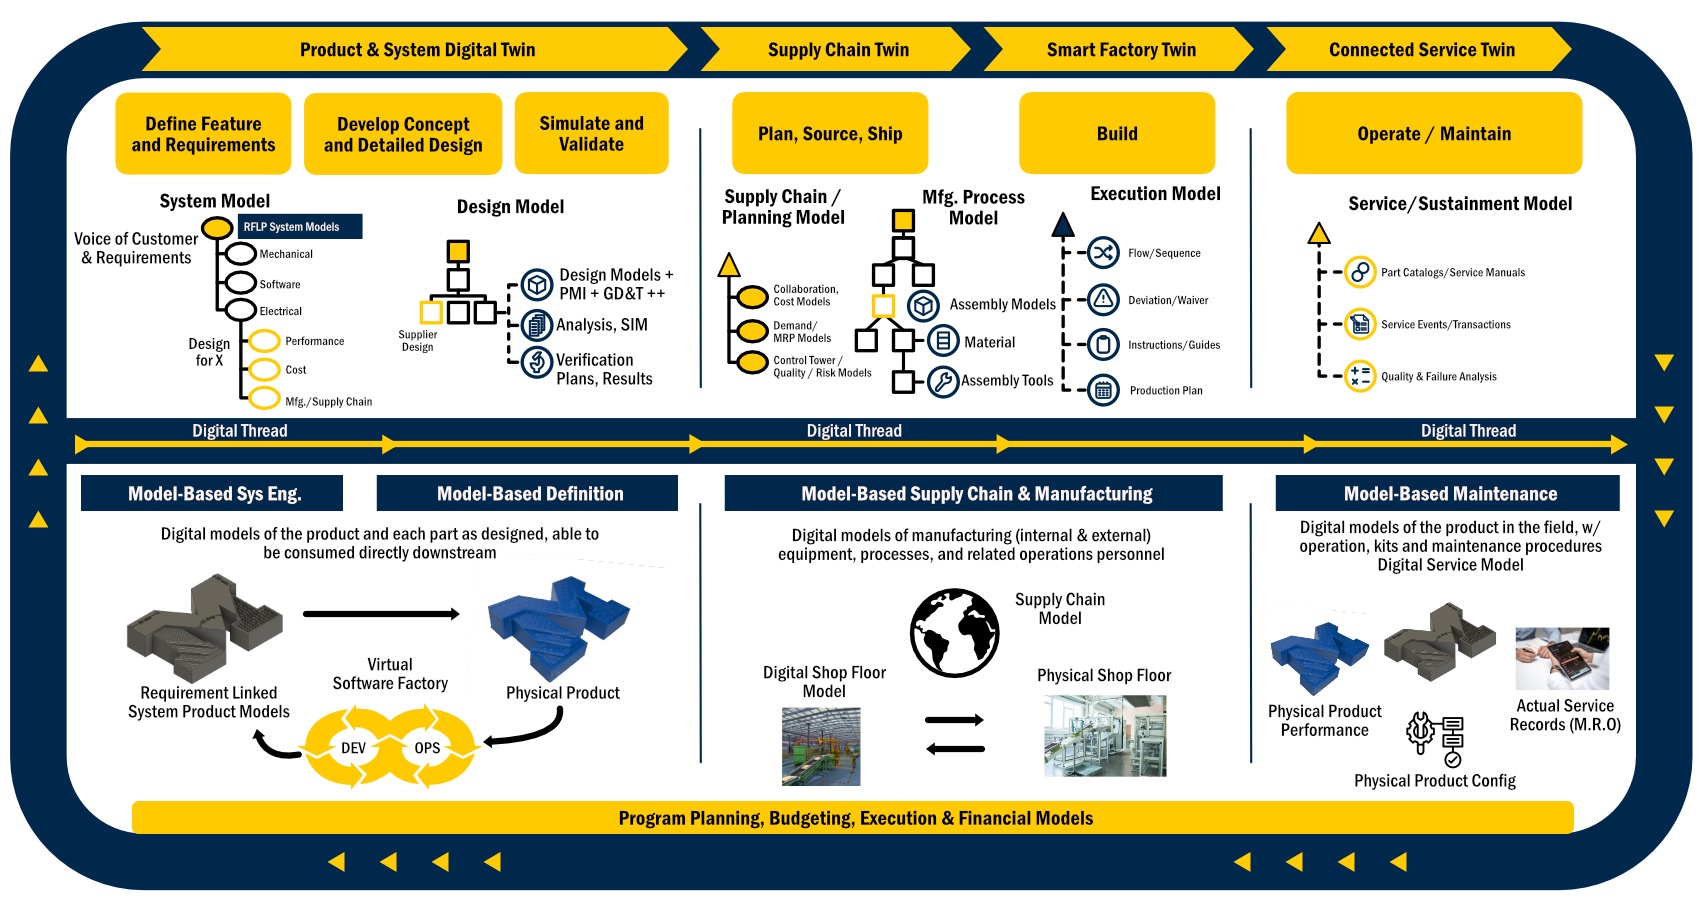 Product & System Digital Twin
Supply Chain Twin
Smart Factory Twin
Connected Service Twin
Define Feature
and Requirements
Develop Concept
and Detailed Design
Simulate and
Validate
Plan, Source, Ship
Build
Operate / Maintain
System Model
RFLP System Models
Voice of Customer
& Requirements
Mechanical
Software
Electrical
Design
for X
Performance
Cost
Mfg./Supply Chain
Design Model
Supplier
Design
Design Models +
PMI + GD&T ++
Analysis, SIM
Verification
Plans, Results
Supply Chain /
Planning Model
Collaboration,
Cost Models
Demand/
MRP Models
Control Tower /
Quality / Risk Models
Mfg. Process
Model
Assembly Models
Material
Assembly Tools
Execution Model
Flow/Sequence
Deviation/Waiver
Instructions/Guides
Production Plan
Service/Sustainment Model
Part Catalogs/Service Manuals
Service Events/Transactions
Quality & Failure Analysis
Digital Thread
Digital Thread
Digital Thread
Model-Based Sys Eng.
Model-Based Definition
Model-Based Supply Chain & Manufacturing
Model-Based Maintenance
Digital models of the product and each part as designed, able to
be consumed directly downstream
Requirement Linked
System Product Models
Virtual
Software Factory
Physical Product
DEV
OPS
Digital models of manufacturing (internal & external)
equipment, processes, and related operations personnel
Supply Chain
Model
Digital Shop Floor
Model
Physical Shop Floor
Digital models of the product in the field, w/
operation, kits and maintenance procedures
Digital Service Model
Physical Product
Performance
Actual Service
Records (M.R.O)
Physical Product Config
Program Planning, Budgeting, Execution & Financial Models